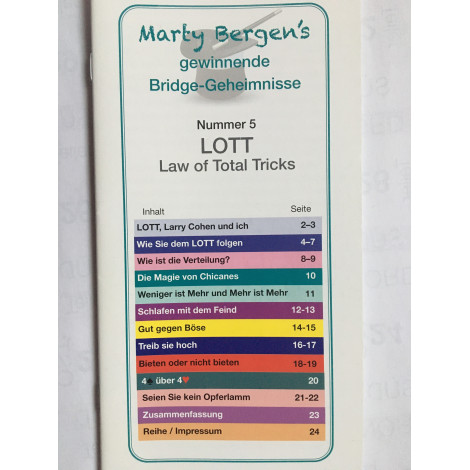 Marty Bergen's
gewinnende
Bridge-Geheimnisse
Nummer 5
LOTT
Law of Total Tricks
Inhalt Seite
LOTT, Larry Cohen und ich 2–3
Wie Sie dem LOTT folgen 4–7
Wie ist die Verteilung? 8–9
Die Magie von Chicanes 10
Weniger ist Mehr und Mehr ist Mehr 11
Schlafen mit dem Feind 12-13
Gut gegen Böse 14-15
Treib sie hoch 16-17
Bieten oder nicht bieten 18-19
4♠ über 4♥ 20
Seien Sie kein Opferlamm 21-22
Zusammenfassung 23
Reihe / Impressum 24